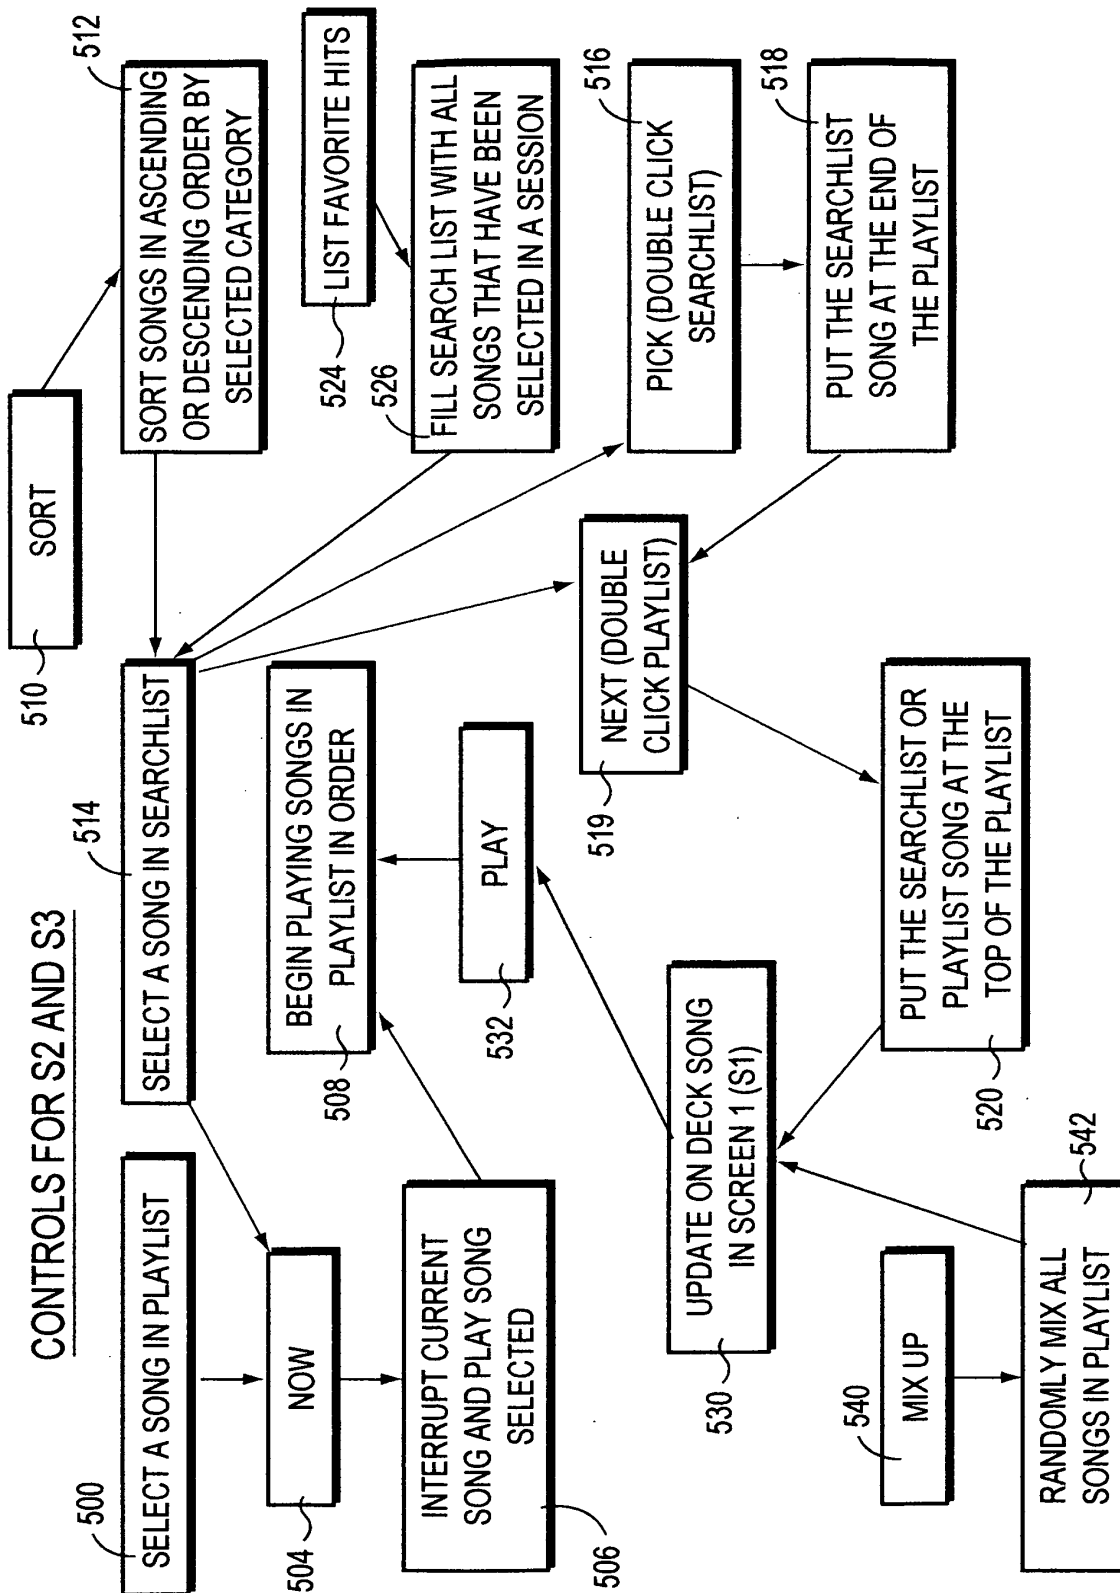 CONTROLS FOR S2 AND S3
500
SELECT A SONG IN PLAYLIST
504
NOW
506
INTERRUPT CURRENT
SONG AND PLAY SONG
SELECTED
514
SELECT A SONG IN SEARCHLIST
508
BEGIN PLAYING SONGS IN
PLAYLIST IN ORDER
532
PLAY
510
SORT
512
SORT SONGS IN ASCENDING
OR DESCENDING ORDER BY
SELECTED CATEGORY
524
LIST FAVORITE HITS
526
FILL SEARCH LIST WITH ALL
SONGS THAT HAVE BEEN
SELECTED IN A SESSION
516
PICK (DOUBLE CLICK
SEARCHLIST)
518
PUT THE SEARCHLIST
SONG AT THE END OF
THE PLAYLIST
519
NEXT (DOUBLE
CLICK PLAYLIST)
520
PUT THE SEARCHLIST OR
PLAYLIST SONG AT THE
TOP OF THE PLAYLIST
530
UPDATE ON DECK SONG
IN SCREEN 1 (S1)
540
MIX UP
542
RANDOMLY MIX ALL
SONGS IN PLAYLIST